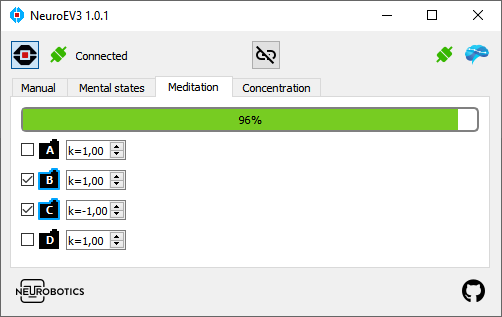 NeuroEV3 1.0.1
Connected
Manual Mental states Meditation Concentration
96%
A k=1,00
B k=1,00
C k=-1,00
D k=1,00
NEUROBOTICS